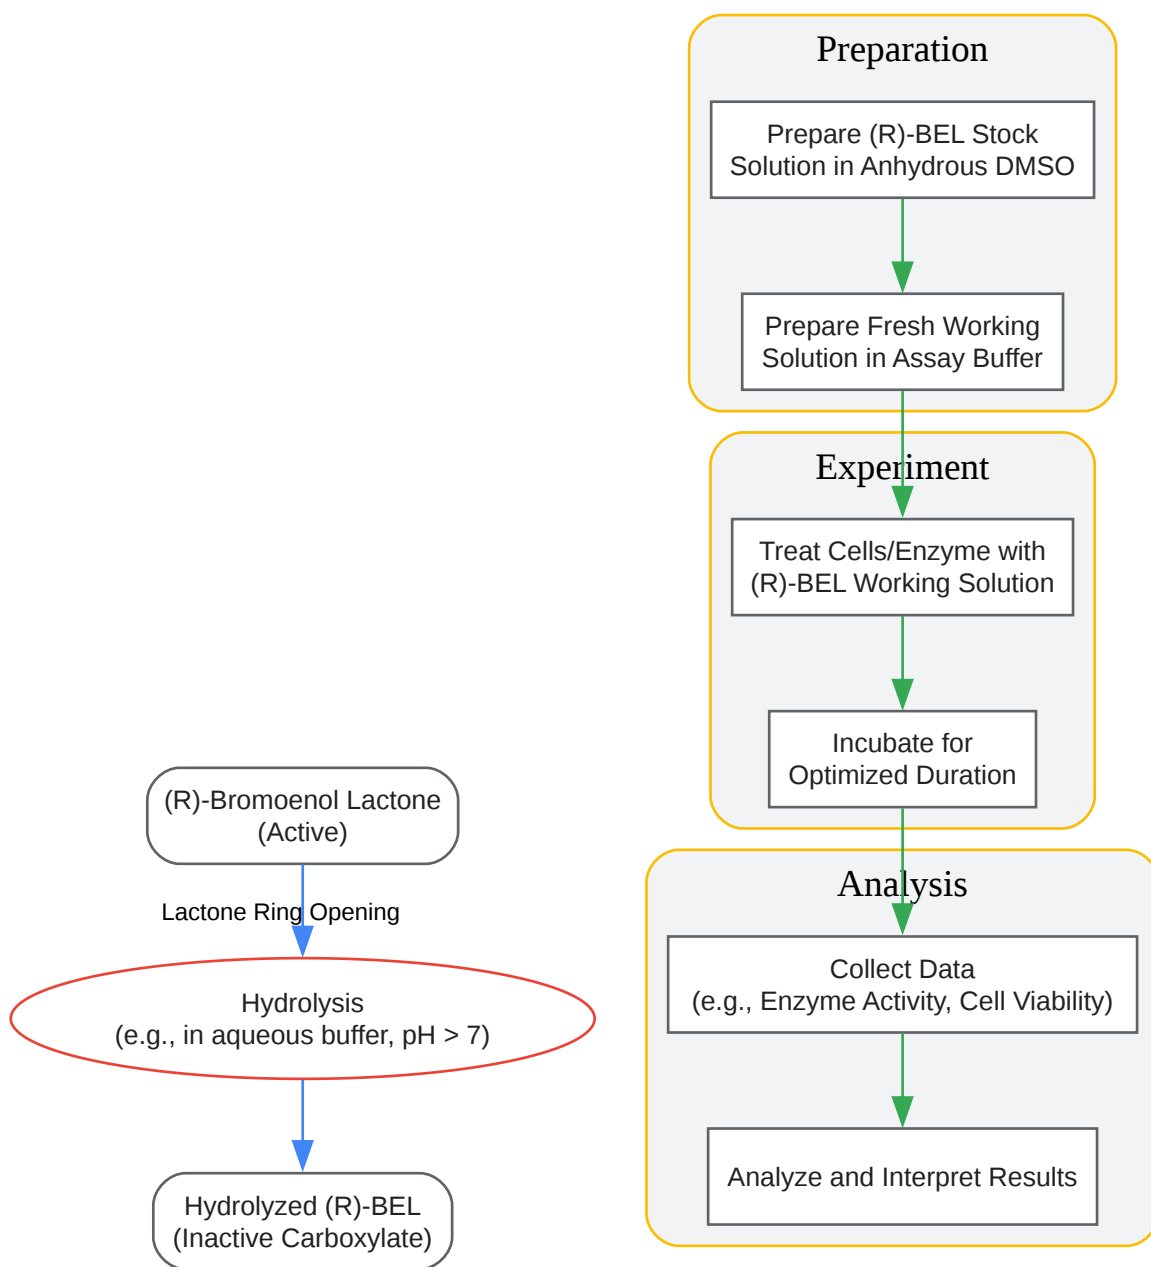 Preparation
Prepare (R)-BEL Stock
Solution in Anhydrous DMSO
Prepare Fresh Working
Solution in Assay Buffer
Experiment
Treat Cells/Enzyme with
(R)-BEL Working Solution
Incubate for
Optimized Duration
Analysis
Collect Data
(e.g., Enzyme Activity, Cell Viability)
Analyze and Interpret Results
(R)-Bromoenol Lactone
(Active)
Lactone Ring Opening
Hydrolysis
(e.g., in aqueous buffer, pH > 7)
Hydrolyzed (R)-BEL
(Inactive Carboxylate)